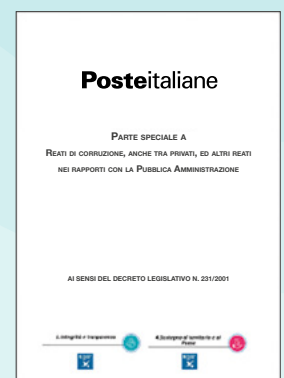 Posteitaliane
PARTE SPECIALE A
REATI DI CORRUZIONE, ANCHE TRA PRIVATI, ED ALTRI REATI
NEI RAPPORTI CON LA PUBBLICA AMMINISTRAZIONE
AI SENSI DEL DECRETO LEGISLATIVO N. 231/2001